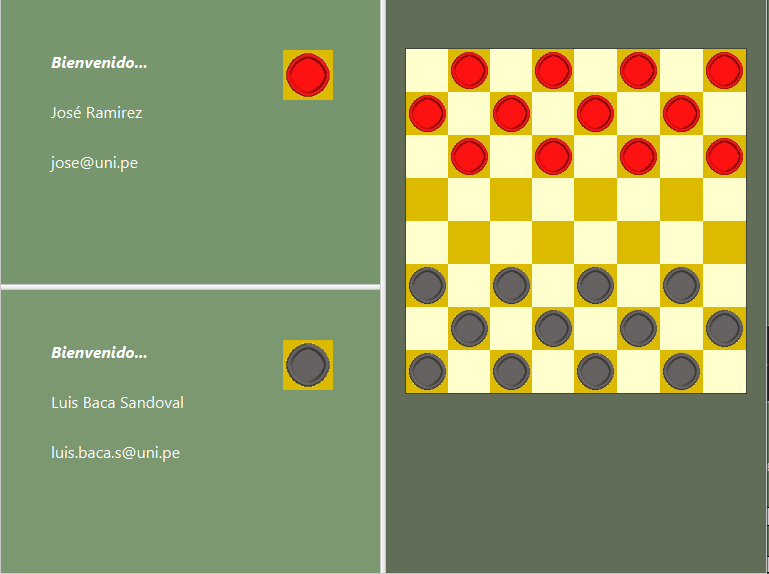 Bienvenido...
José Ramirez
jose@uni.pe
Bienvenido...
Luis Baca Sandoval
luis.baca.s@uni.pe